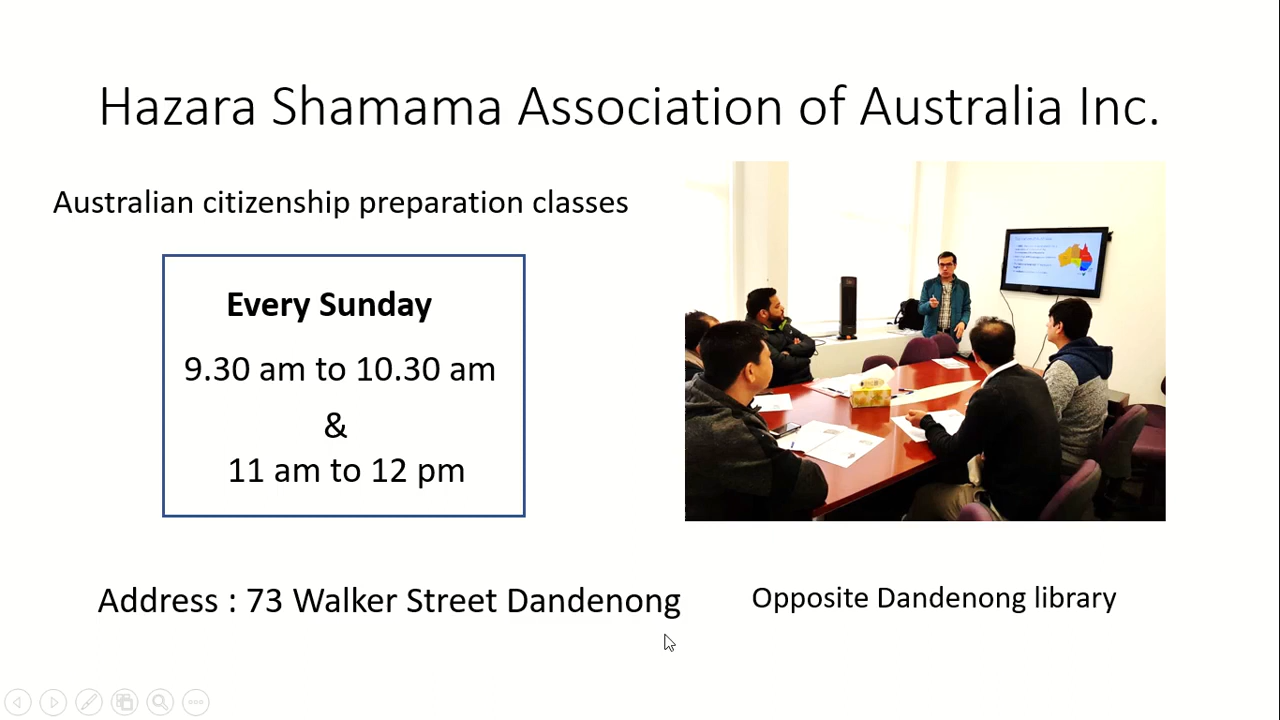 Hazara Shamama Association of Australia Inc.
Australian citizenship preparation classes
Every Sunday
9.30 am to 10.30 am
&
11 am to 12 pm
Address : 73 Walker Street Dandenong
Opposite Dandenong library